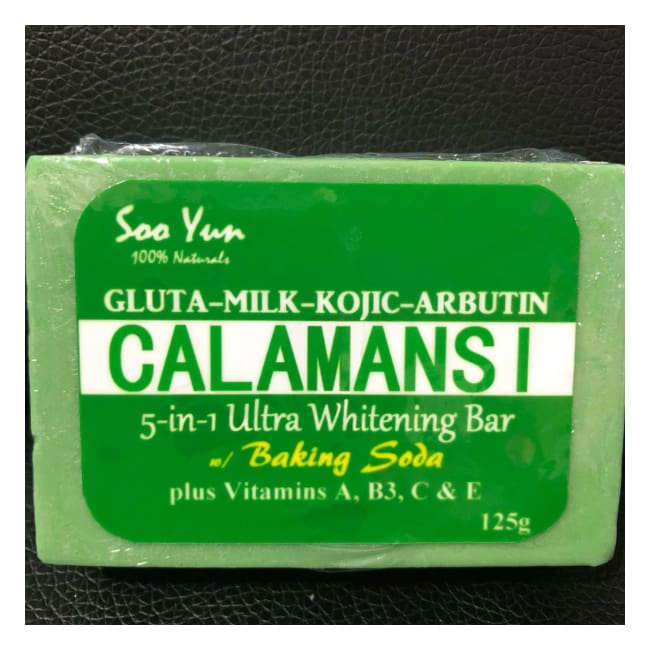 Soo Yun
100% Naturals
GLUTA-MILK-KOJIC-ARBUTIN
CALAMANSI
5-in-1 Ultra Whitening Bar
w/ Baking Soda
plus Vitamins A, B3, C & E
125g